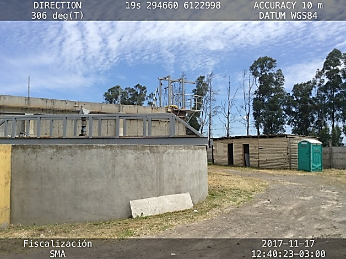 DIRECTION 19s 294660 6122998 ACCURACY 10 m
306 deg(T) DATUM WGS84
Fiscalización 2017-11-17
SMA 12:40:23-03:00